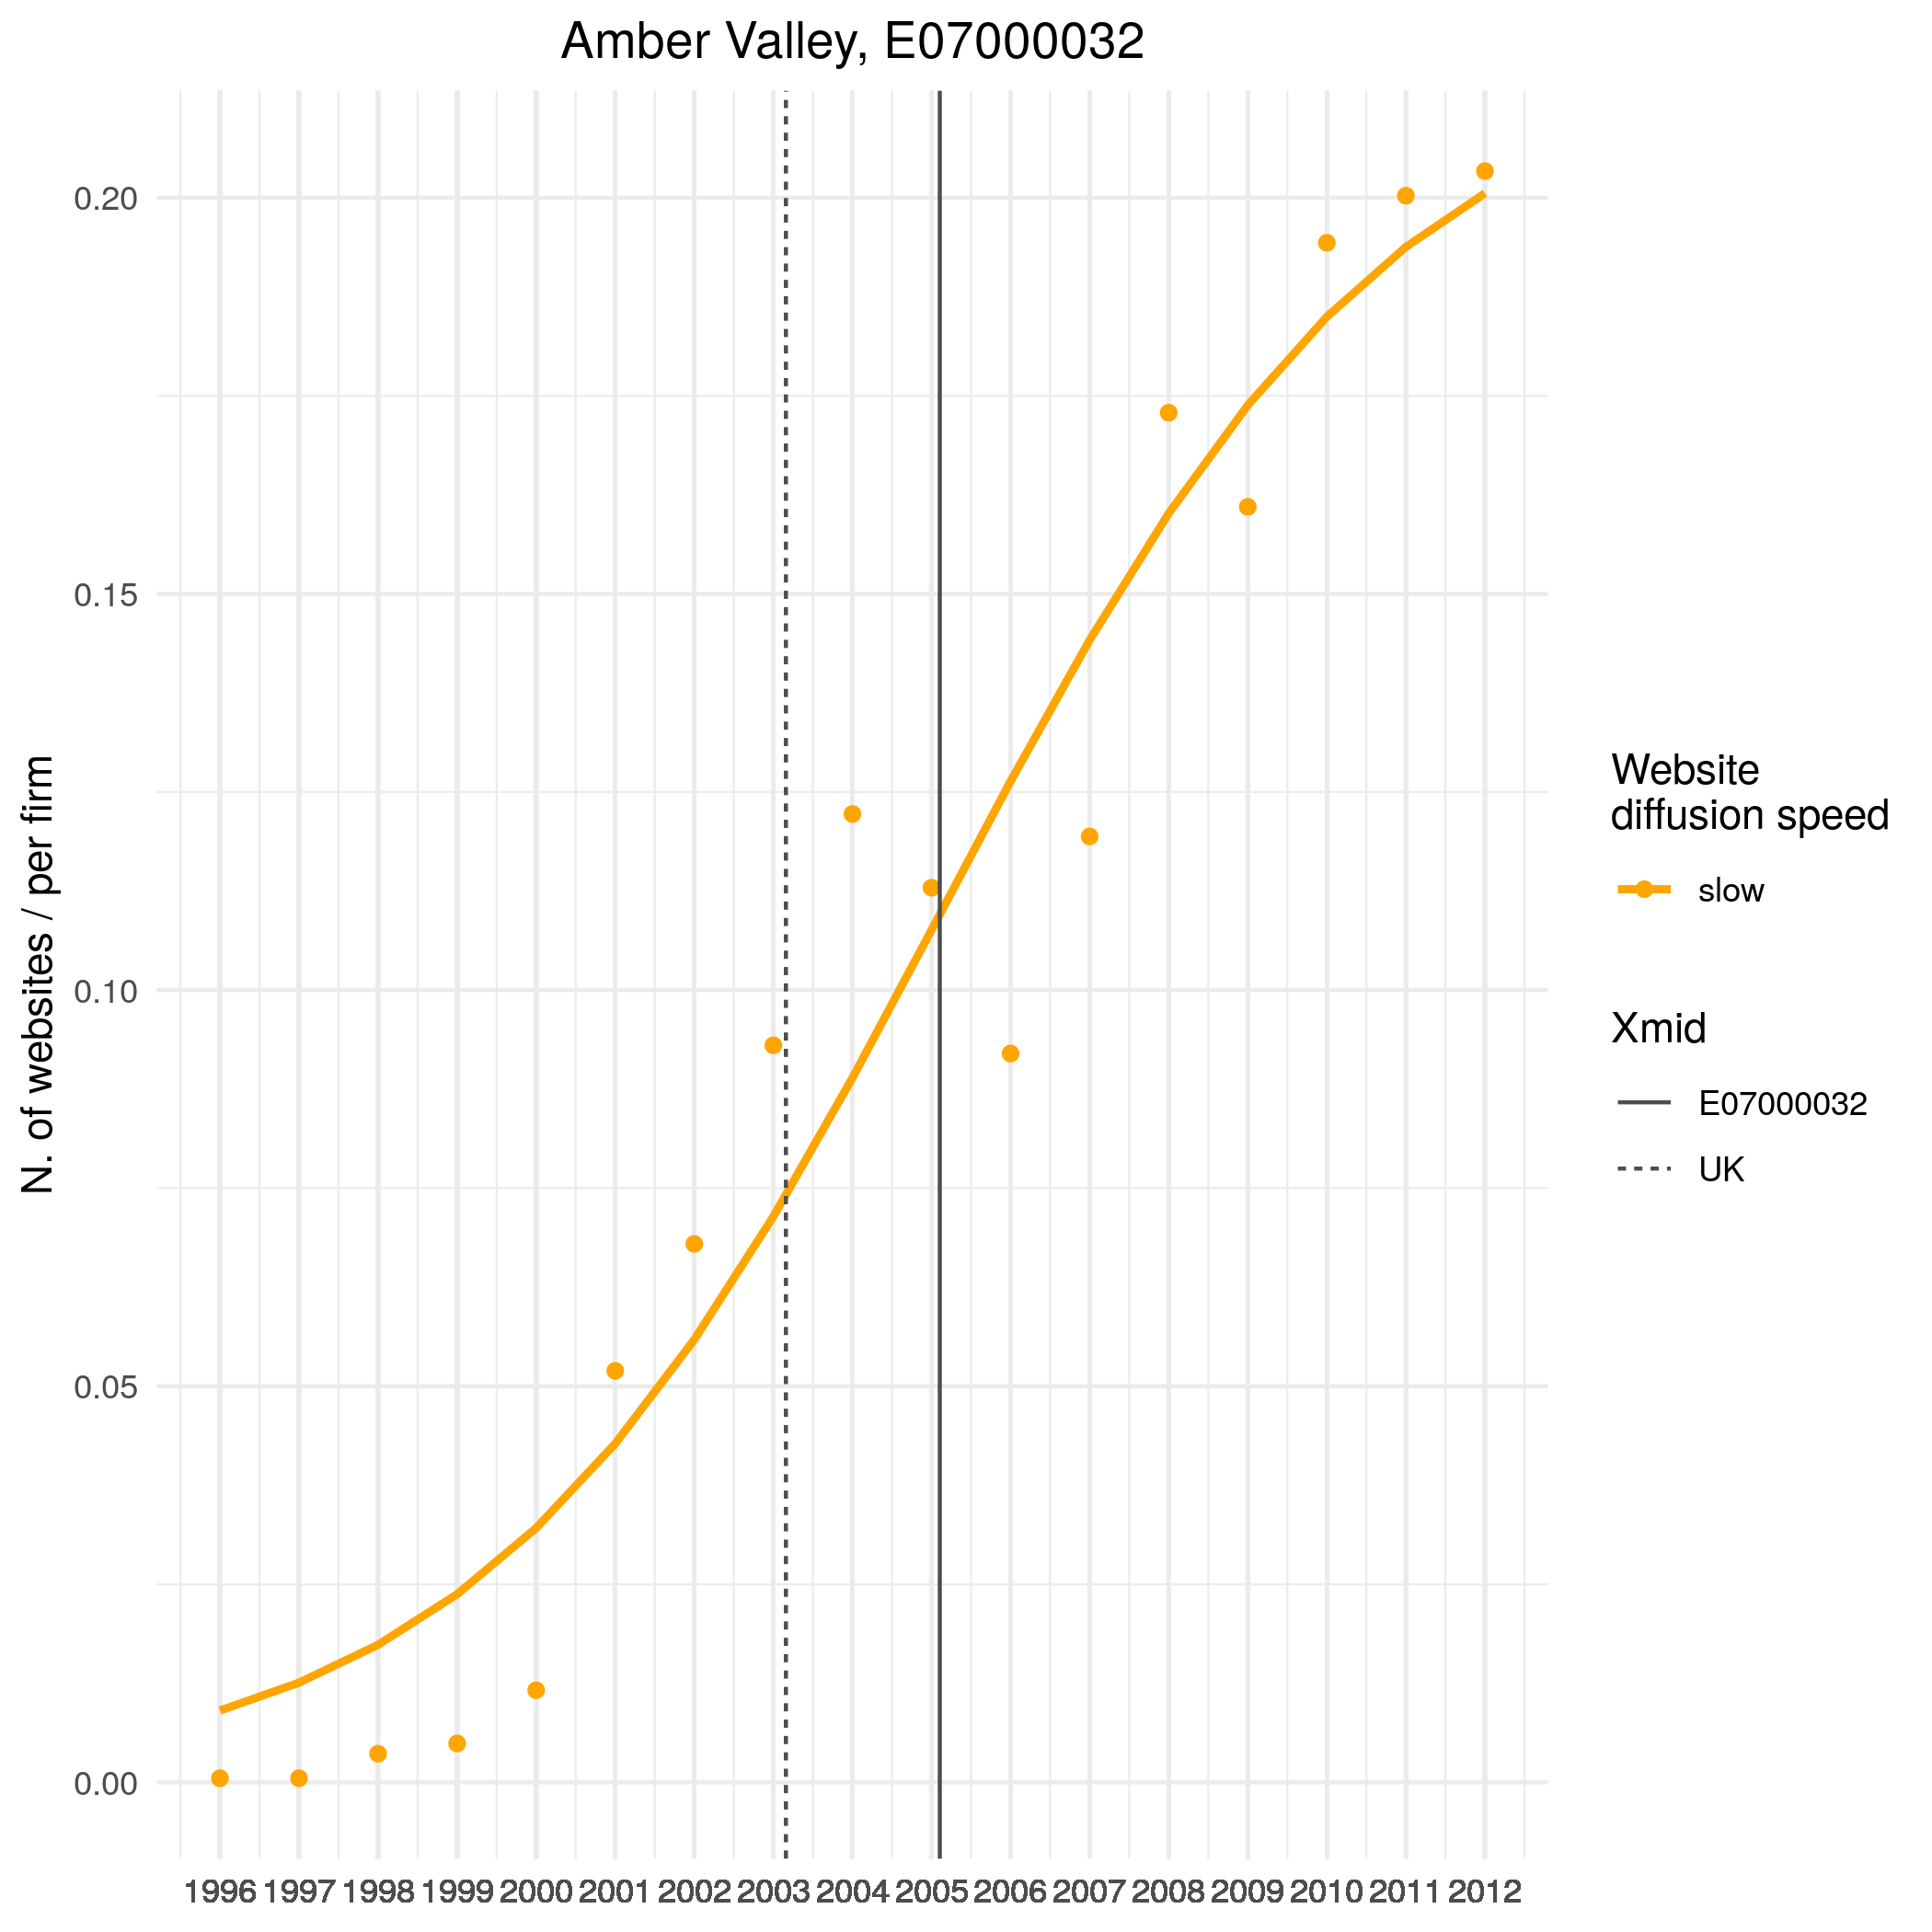 Amber Valley, E07000032
N. of websites / per firm
0.20
0.15
0.10
0.05
0.00
1996 1997 1998 1999 2000 2001 2002 2003 2004 2005 2006 2007 2008 2009 2010 2011 2012
Website
diffusion speed
slow
Xmid
E07000032
UK